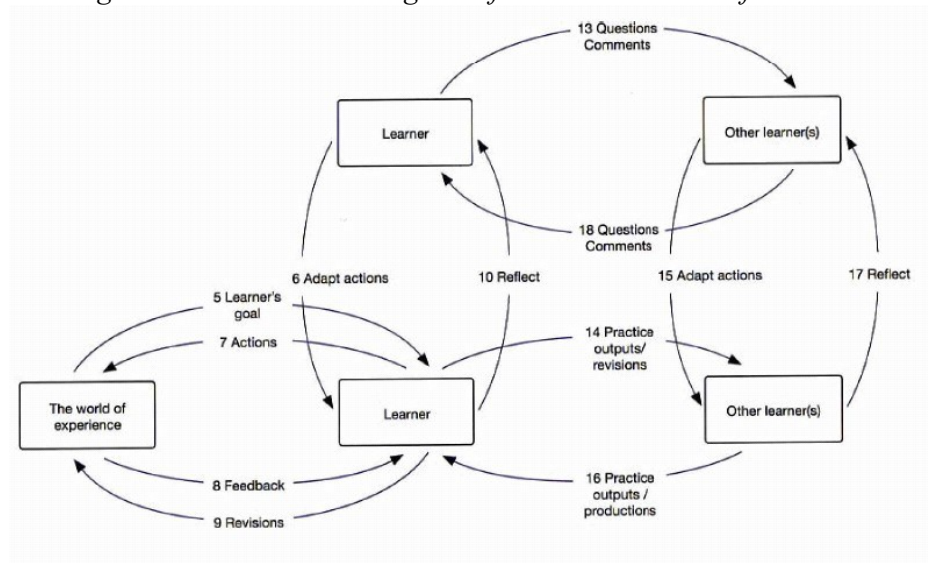 13 Questions
Comments
Learner
Other learner(s)
18 Questions
Comments
6 Adapt actions
10 Reflect
15 Adapt actions
17 Reflect
5 Learner's
goal
7 Actions
14 Practice
outputs/
revisions
The world of
experience
Learner
Other learner(s)
8 Feedback
9 Revisions
16 Practice
outputs /
productions